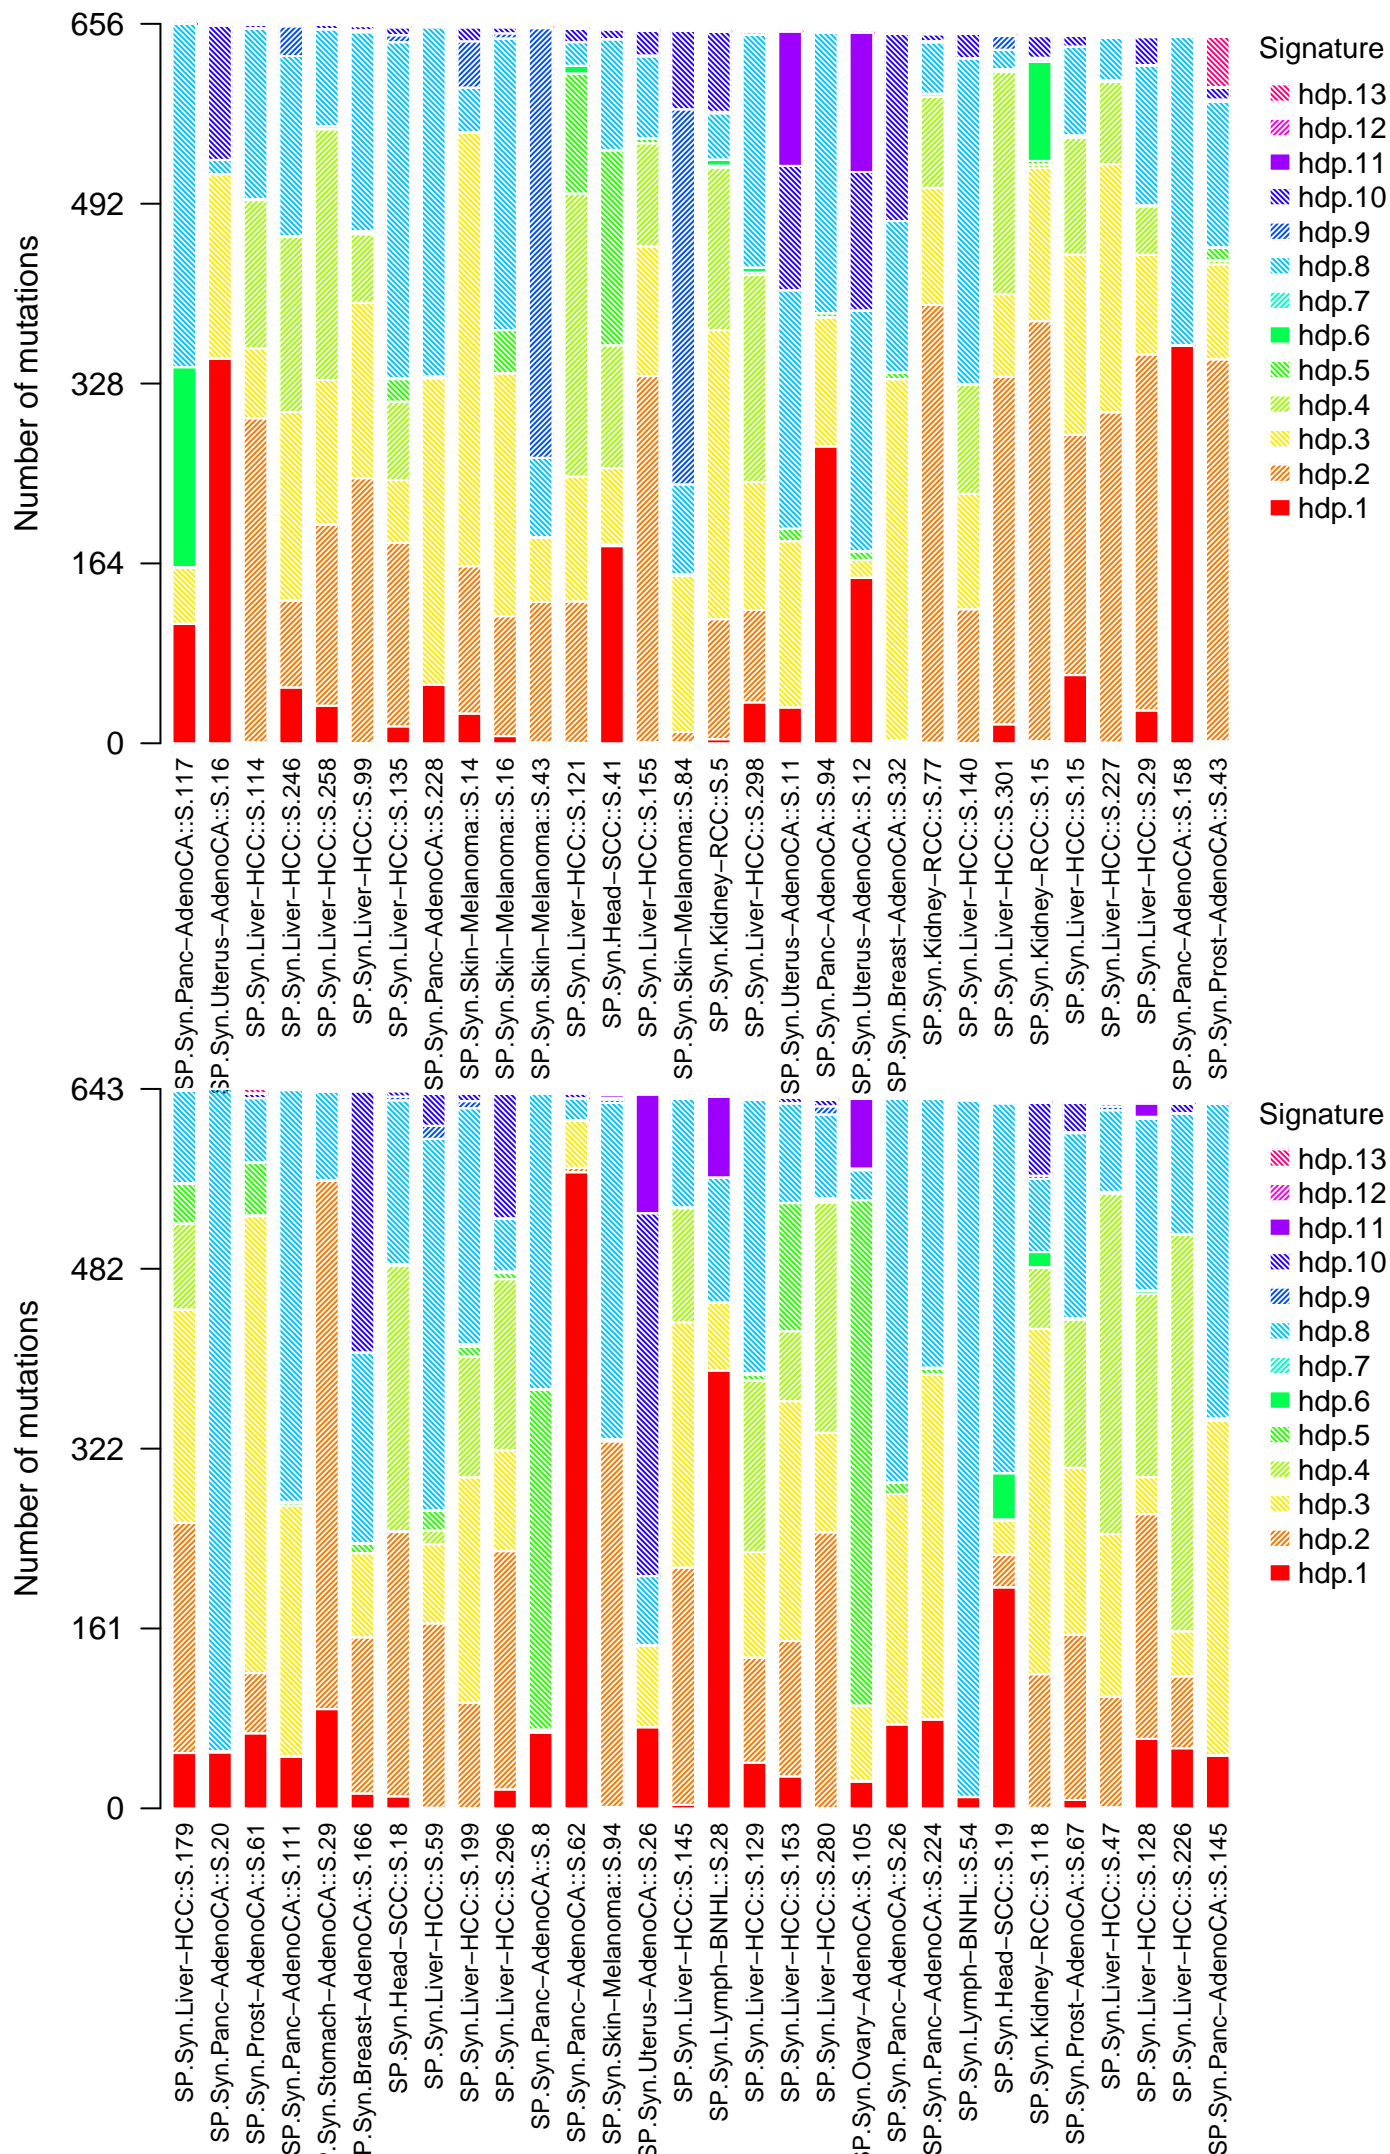 656
492
328
164
0
Number of mutations
Signature
hdp.13
hdp.12
hdp.11
hdp.10
hdp.9
hdp.8
hdp.7
hdp.6
hdp.5
hdp.4
hdp.3
hdp.2
hdp.1
SP.Syn.Panc−AdenoCA::S.117
SP.Syn.Uterus−AdenoCA::S.16
SP.Syn.Liver−HCC::S.114
SP.Syn.Liver−HCC::S.246
SP.Syn.Liver−HCC::S.258
SP.Syn.Liver−HCC::S.99
SP.Syn.Liver−HCC::S.135
SP.Syn.Panc−AdenoCA::S.228
SP.Syn.Skin−Melanoma::S.14
SP.Syn.Skin−Melanoma::S.16
SP.Syn.Skin−Melanoma::S.43
SP.Syn.Liver−HCC::S.121
SP.Syn.Head−SCC::S.41
SP.Syn.Liver−HCC::S.155
SP.Syn.Skin−Melanoma::S.84
SP.Syn.Kidney−RCC::S.5
SP.Syn.Liver−HCC::S.298
SP.Syn.Uterus−AdenoCA::S.11
SP.Syn.Panc−AdenoCA::S.94
SP.Syn.Uterus−AdenoCA::S.12
SP.Syn.Breast−AdenoCA::S.32
SP.Syn.Kidney−RCC::S.77
SP.Syn.Liver−HCC::S.140
SP.Syn.Liver−HCC::S.301
SP.Syn.Kidney−RCC::S.15
SP.Syn.Liver−HCC::S.15
SP.Syn.Liver−HCC::S.227
SP.Syn.Liver−HCC::S.29
SP.Syn.Panc−AdenoCA::S.158
SP.Syn.Prost−AdenoCA::S.43
643
482
322
161
0
Number of mutations
Signature
hdp.13
hdp.12
hdp.11
hdp.10
hdp.9
hdp.8
hdp.7
hdp.6
hdp.5
hdp.4
hdp.3
hdp.2
hdp.1
SP.Syn.Liver−HCC::S.179
SP.Syn.Panc−AdenoCA::S.20
SP.Syn.Prost−AdenoCA::S.61
SP.Syn.Panc−AdenoCA::S.111
P.Syn.Stomach−AdenoCA::S.29
P.Syn.Breast−AdenoCA::S.166
SP.Syn.Head−SCC::S.18
SP.Syn.Liver−HCC::S.59
SP.Syn.Liver−HCC::S.199
SP.Syn.Liver−HCC::S.296
SP.Syn.Panc−AdenoCA::S.8
SP.Syn.Panc−AdenoCA::S.62
SP.Syn.Skin−Melanoma::S.94
SP.Syn.Uterus−AdenoCA::S.26
SP.Syn.Liver−HCC::S.145
SP.Syn.Lymph−BNHL::S.28
SP.Syn.Liver−HCC::S.129
SP.Syn.Liver−HCC::S.153
SP.Syn.Liver−HCC::S.280
SP.Syn.Ovary−AdenoCA::S.105
SP.Syn.Panc−AdenoCA::S.26
SP.Syn.Panc−AdenoCA::S.224
SP.Syn.Lymph−BNHL::S.54
SP.Syn.Head−SCC::S.19
SP.Syn.Kidney−RCC::S.118
SP.Syn.Prost−AdenoCA::S.67
SP.Syn.Liver−HCC::S.47
SP.Syn.Liver−HCC::S.128
SP.Syn.Liver−HCC::S.226
SP.Syn.Panc−AdenoCA::S.145